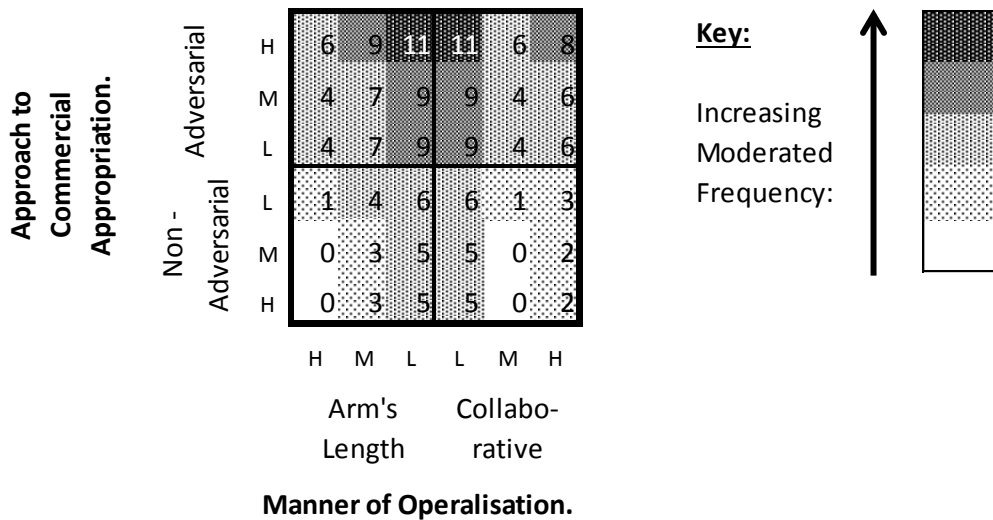 Approach to
Commercial
Appropriation.
Adversarial
Non -
Adversarial
H 6 9 11 11 6 8
M 4 7 9 9 4 6
L 4 7 9 9 4 6
L 1 4 6 6 1 3
M 0 3 5 5 0 2
H 0 3 5 5 0 2
H M L L M H
Arm's
Length
Collabo-
rative
Manner of Operalisation.
Key:
Increasing
Moderated
Frequency: